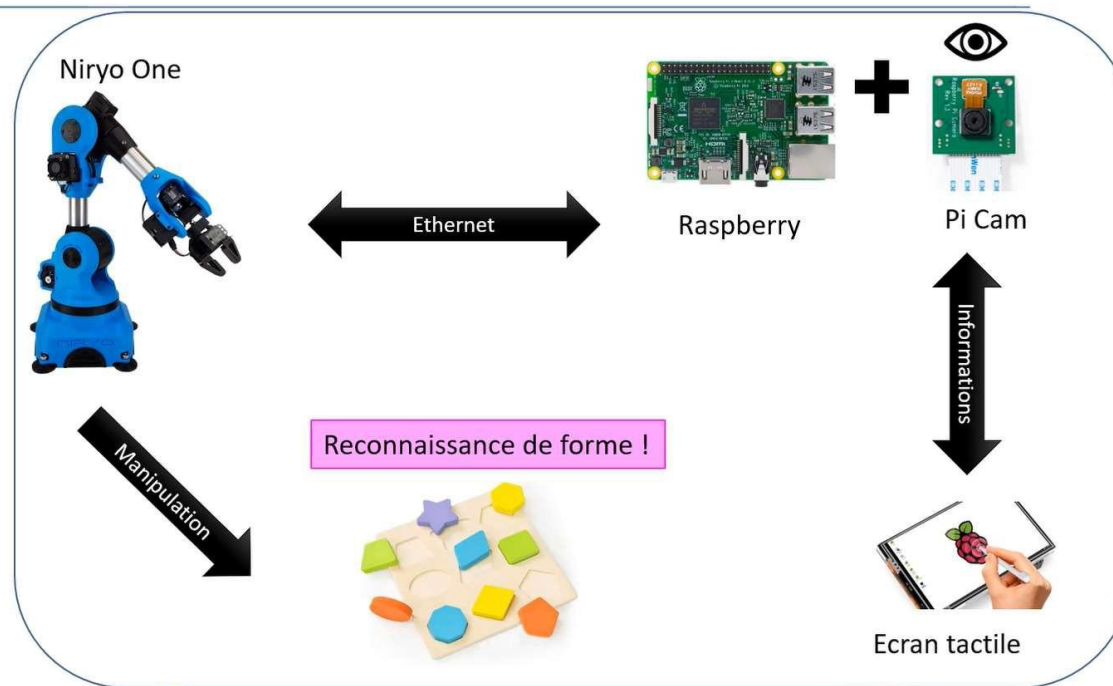 Niryo One
Ethernet
Raspberry
Pi Cam
Informations
Manipulation
Reconnaissance de forme !
Ecran tactile